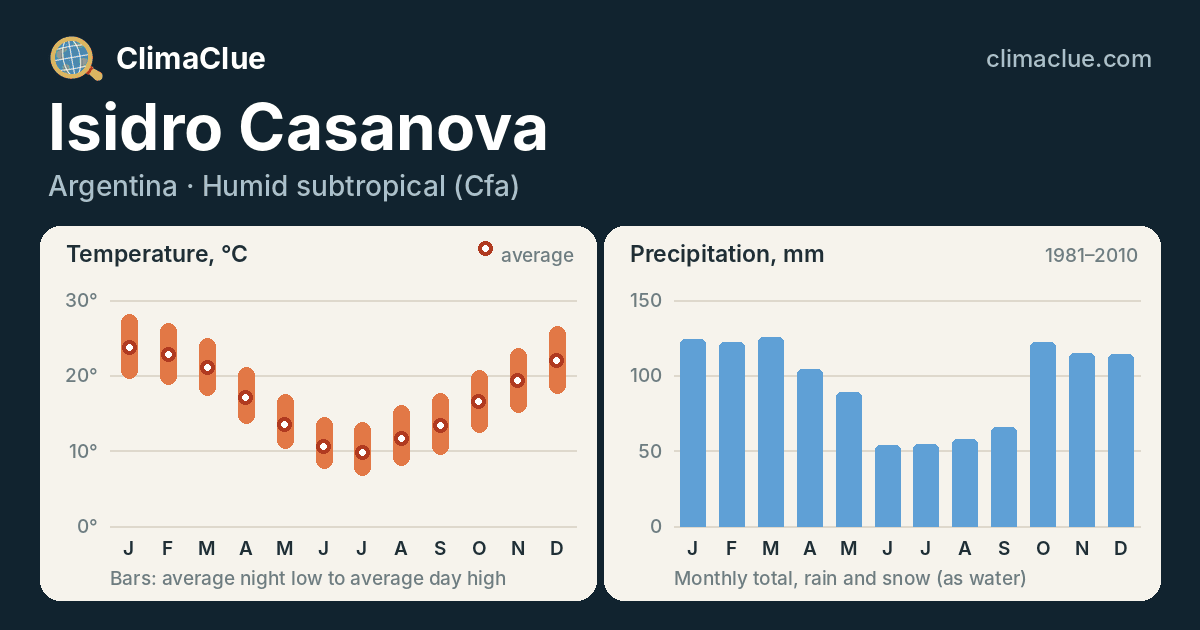 ClimaClue
climaclue.com
Isidro Casanova
Argentina · Humid subtropical (Cfa)
Temperature, °C
average
30°
20°
10°
0°
J F M A M J J A S O N D
Bars: average night low to average day high
Precipitation, mm
1981–2010
150
100
50
0
J F M A M J J A S O N D
Monthly total, rain and snow (as water)